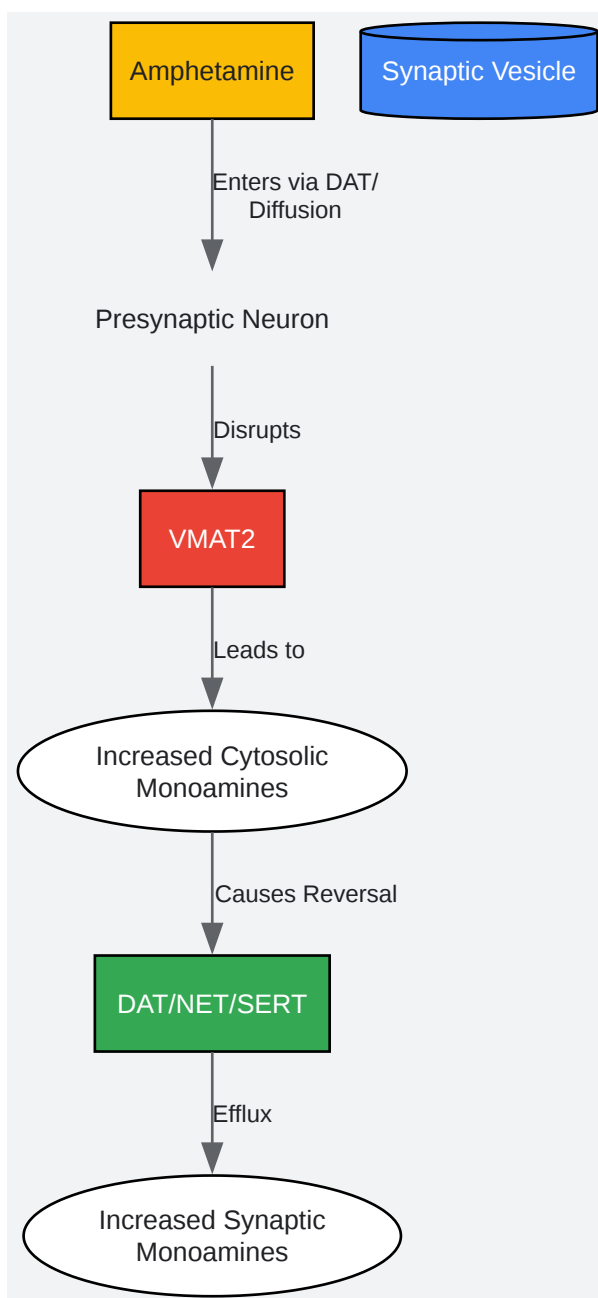 Amphetamine
Synaptic Vesicle
Enters via DAT/
Diffusion
Presynaptic Neuron
Disrupts
VMAT2
Leads to
Increased Cytosolic
Monoamines
Causes Reversal
DAT/NET/SERT
Efflux
Increased Synaptic
Monoamines